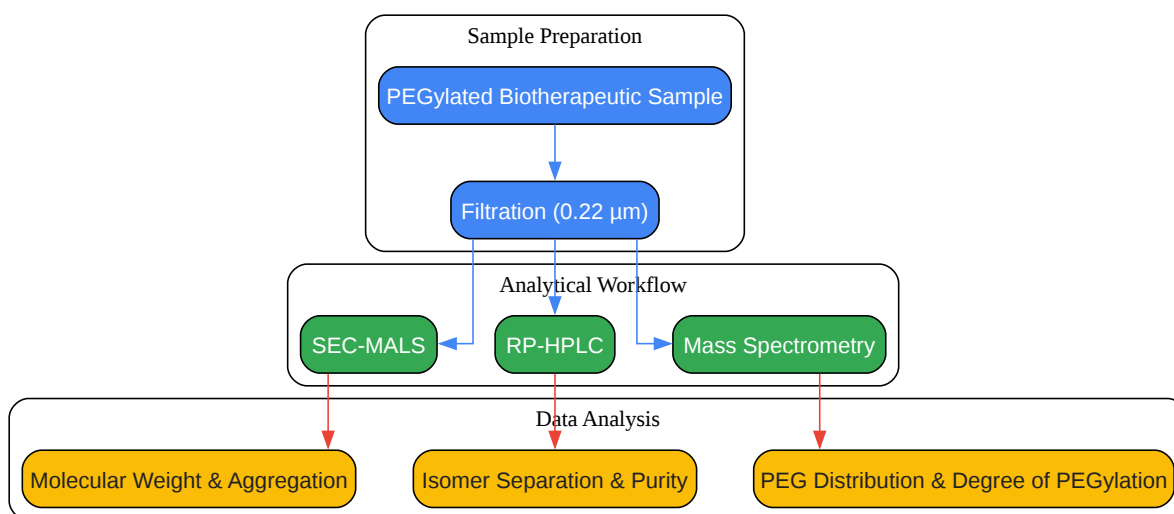 Sample Preparation
PEGylated Biotherapeutic Sample
Filtration (0.22 µm)
Analytical Workflow
SEC-MALS
RP-HPLC
Mass Spectrometry
Data Analysis
Molecular Weight & Aggregation
Isomer Separation & Purity
PEG Distribution & Degree of PEGylation